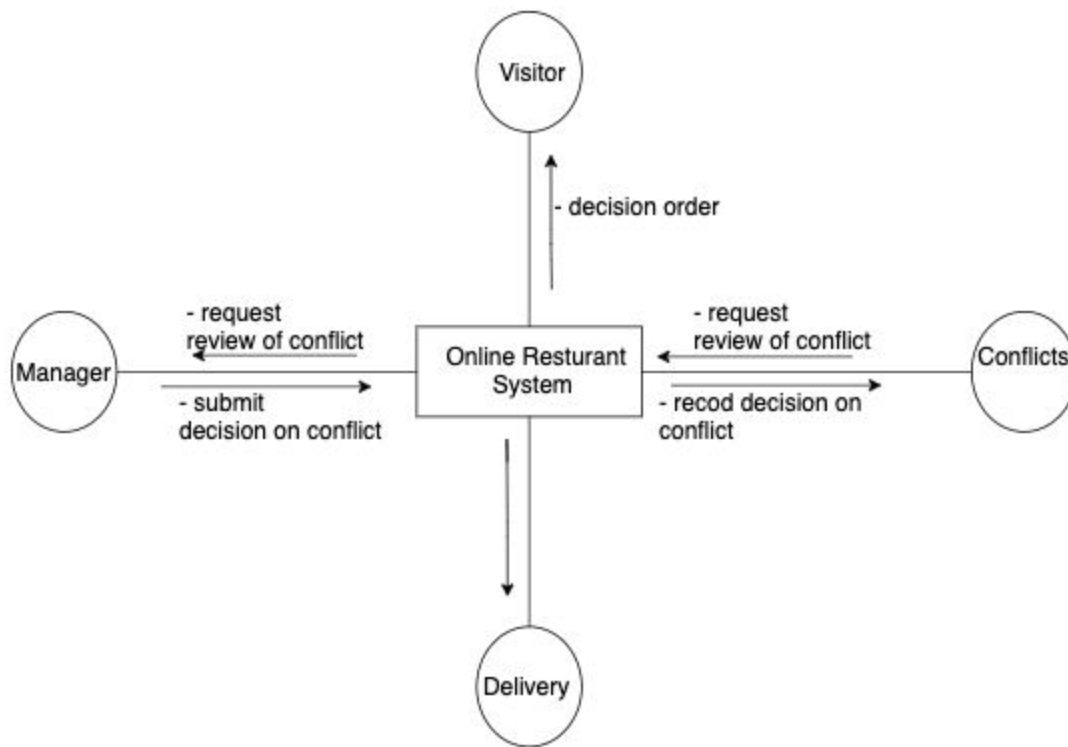 Visitor
- decision order
- request
review of conflict
- request
review of conflict
Manager
Online Resturant
System
Conflicts
- submit
decision on conflict
- recod decision on
conflict
Delivery